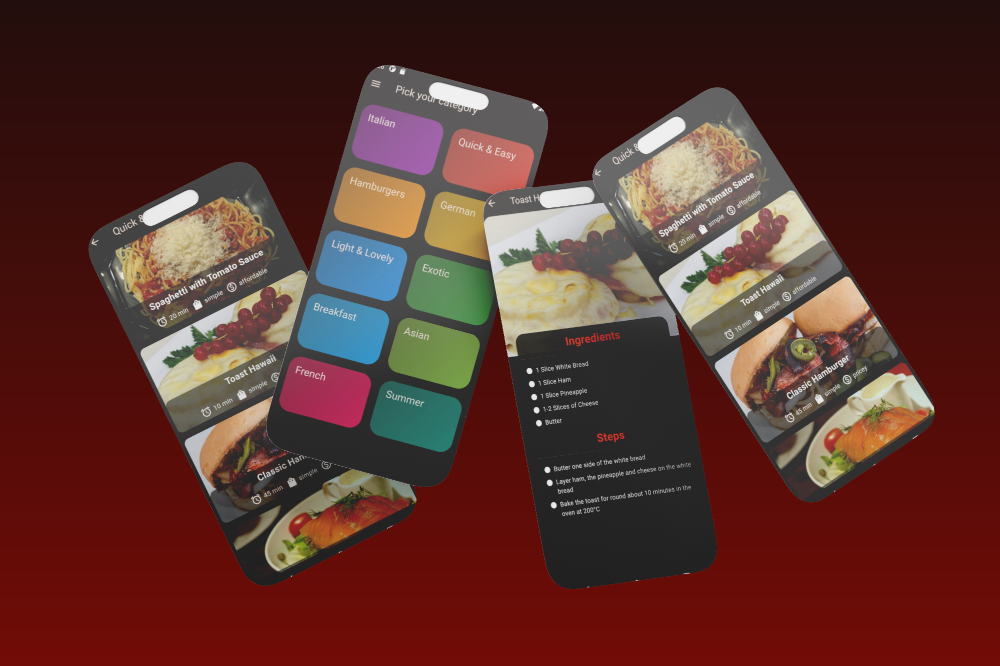 Quick &
Spaghetti with Tomato Sauce
20 min simple affordable
Toast Hawaii
10 min simple
Classic Ham
45 min simple
Pick your category
Italian
Quick & Easy
Hamburgers
German
Light & Lovely
Exotic
Breakfast
Asian
French
Summer
Toast H
Ingredients
1 Slice White Bread
1 Slice Ham
1 Slice Pineapple
1-2 Slices of Cheese
Butter
Steps
Butter one side of the white bread
Layer ham, the pineapple and cheese on the white
bread
Bake the toast for round about 10 minutes in the
oven at 200°C
Quick &
Spaghetti with Tomato Sauce
20 min simple affordable
Toast Hawaii
10 min simple affordable
Classic Hamburger
45 min simple pricey